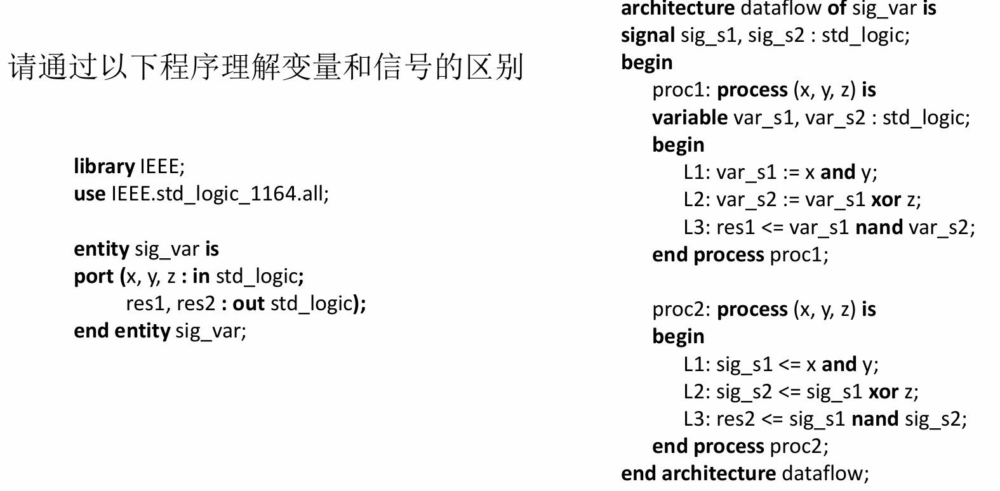 请通过以下程序理解变量和信号的区别
library IEEE;
use IEEE.std_logic_1164.all;
entity sig_var is
port (x, y, z : in std_logic;
res1, res2 : out std_logic);
end entity sig_var;
architecture dataflow of sig_var is
signal sig_s1, sig_s2 : std_logic;
begin
proc1: process (x, y, z) is
variable var_s1, var_s2 : std_logic;
begin
L1: var_s1 := x and y;
L2: var_s2 := var_s1 xor z;
L3: res1 <= var_s1 nand var_s2;
end process proc1;
proc2: process (x, y, z) is
begin
L1: sig_s1 <= x and y;
L2: sig_s2 <= sig_s1 xor z;
L3: res2 <= sig_s1 nand sig_s2;
end process proc2;
end architecture dataflow;